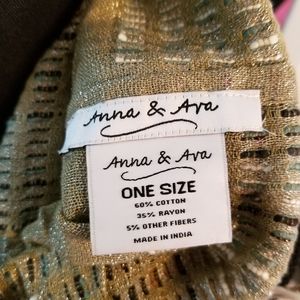 Anna & Ava
Anna & Ava
ONE SIZE
60% COTTON
35% RAYON
5% OTHER FIBERS
MADE IN INDIA